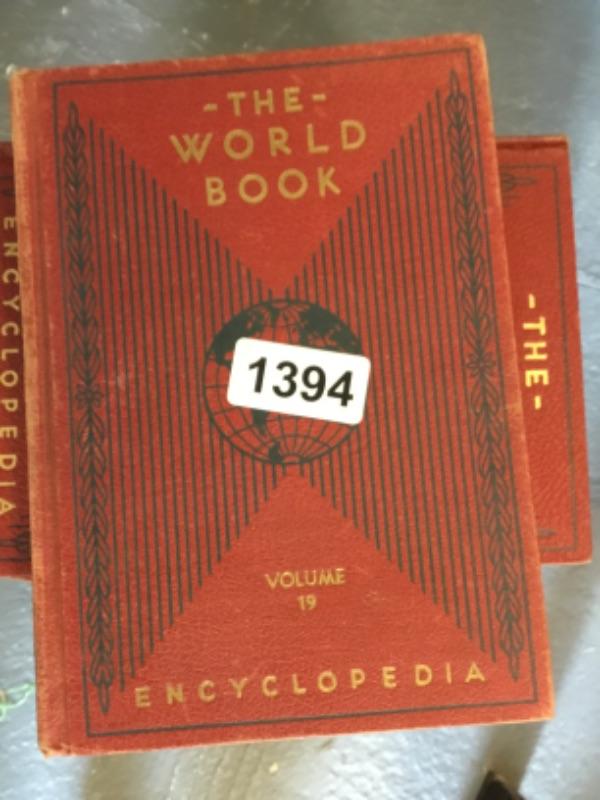 -THE-
WORLD
BOOK
1394
VOLUME
19
ENCYCLOPEDIA
ENCYCLOPEDIA
-THE-